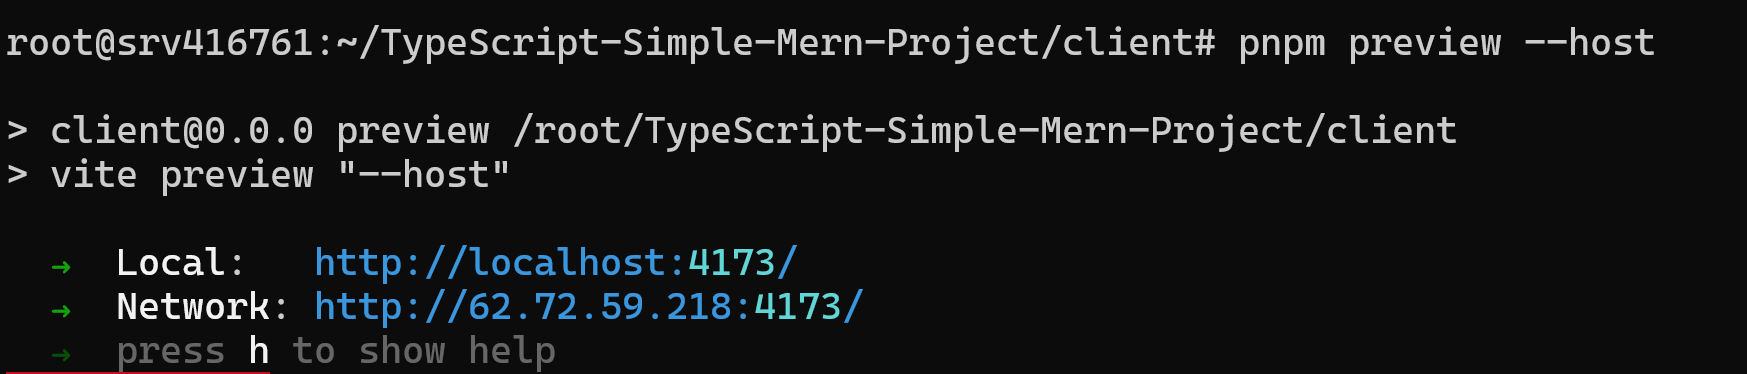 root@srv416761:~/TypeScript-Simple-Mern-Project/client# pnpm preview --host
> client@0.0.0 preview /root/TypeScript-Simple-Mern-Project/client
> vite preview "--host"
→ Local: http://localhost:4173/
→ Network: http://62.72.59.218:4173/
→ press h to show help